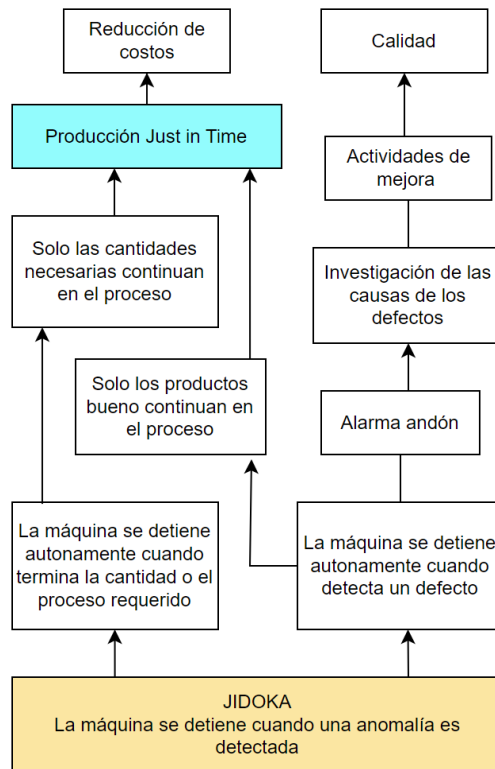 Reducción de
costos
Calidad
Producción Just in Time
Actividades de
mejora
Solo las cantidades
necesarias continuan
en el proceso
Investigación de las
causas de los
defectos
Solo los productos
bueno continuan en
el proceso
Alarma andón
La máquina se detiene
autonamente cuando
termina la cantidad o el
proceso requerido
La máquina se detiene
autonamente cuando
detecta un defecto
JIDOKA
La máquina se detiene cuando una anomalía es
detectada